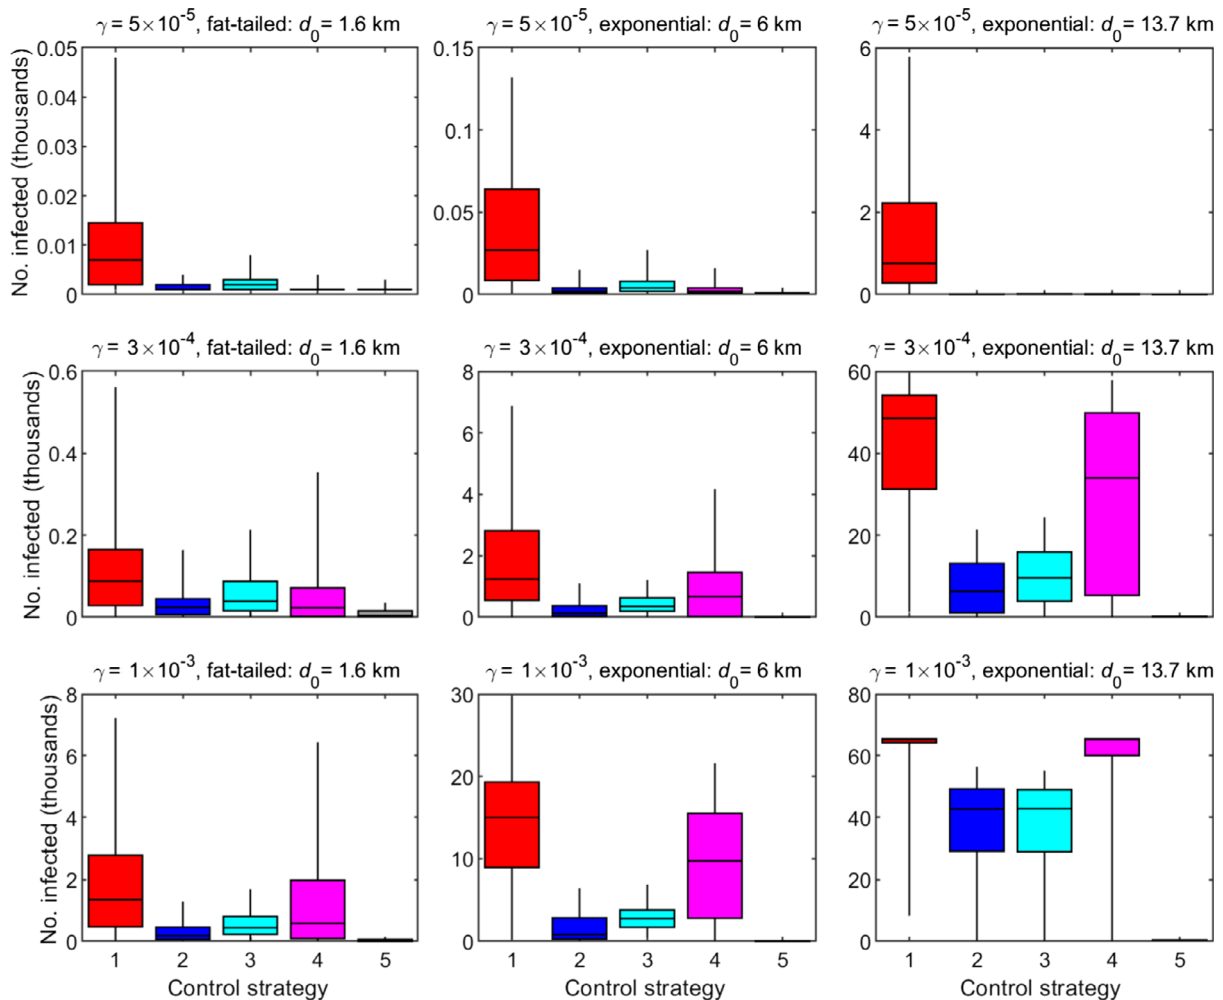 γ = 5×10⁻⁵, fat-tailed: d₀= 1.6 km
γ = 5×10⁻⁵, exponential: d₀= 6 km
γ = 5×10⁻⁵, exponential: d₀= 13.7 km
No. infected (thousands)
0.05
0.04
0.03
0.02
0.01
0
0.15
0.1
0.05
0
6
4
2
0
γ = 3×10⁻⁴, fat-tailed: d₀= 1.6 km
γ = 3×10⁻⁴, exponential: d₀= 6 km
γ = 3×10⁻⁴, exponential: d₀= 13.7 km
No. infected (thousands)
0.6
0.4
0.2
0
8
6
4
2
0
60
40
20
0
γ = 1×10⁻³, fat-tailed: d₀= 1.6 km
γ = 1×10⁻³, exponential: d₀= 6 km
γ = 1×10⁻³, exponential: d₀= 13.7 km
No. infected (thousands)
8
6
4
2
0
30
20
10
0
80
60
40
20
0
1 2 3 4 5
1 2 3 4 5
1 2 3 4 5
Control strategy
Control strategy
Control strategy